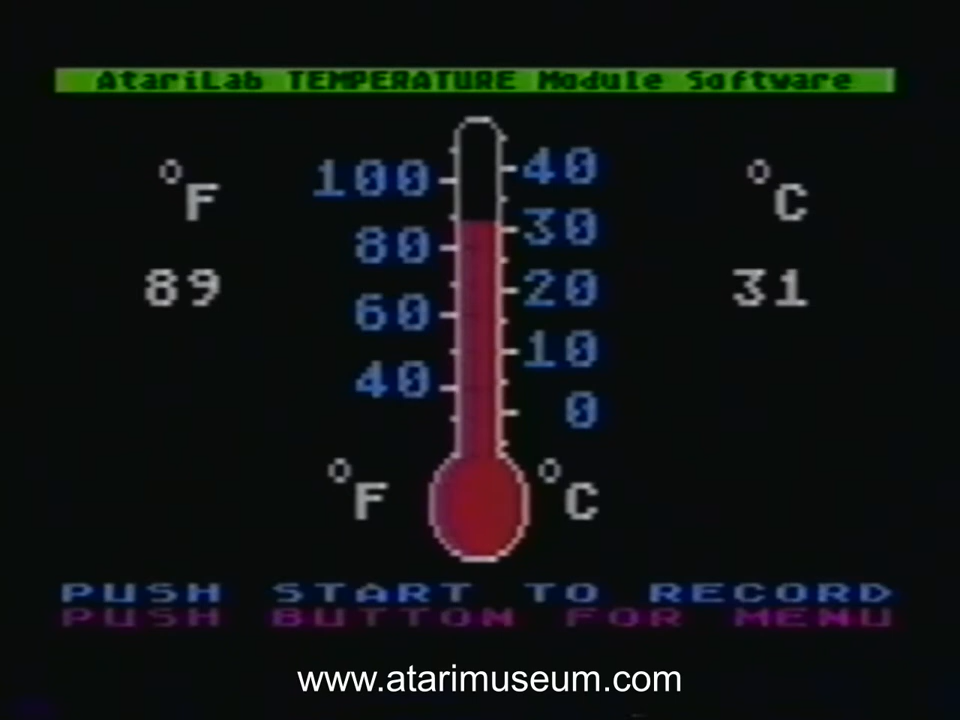 AtariLab TEMPERATURE Module Software
°F 100 40 °C
80 30
89 31
60 20
10
40
0
°F °C
PUSH START TO RECORD
PUSH BUTTON FOR MENU
www.atarimuseum.com